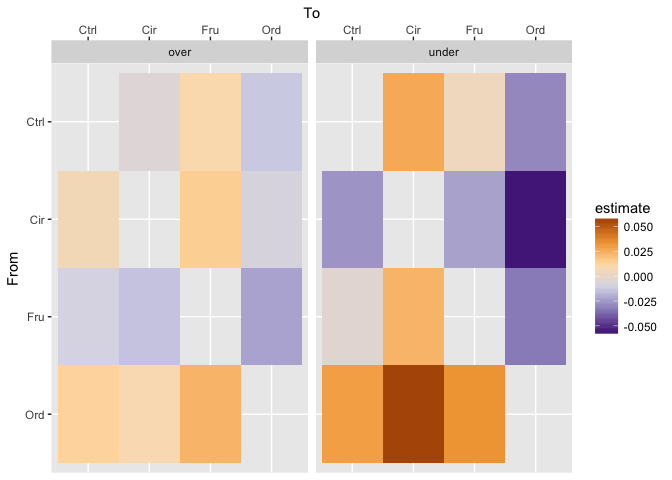 To
Ctrl Cir Fru Ord Ctrl Cir Fru Ord
over under
From
Ctrl
Cir
Fru
Ord
estimate
0.050
0.025
0.000
-0.025
-0.050